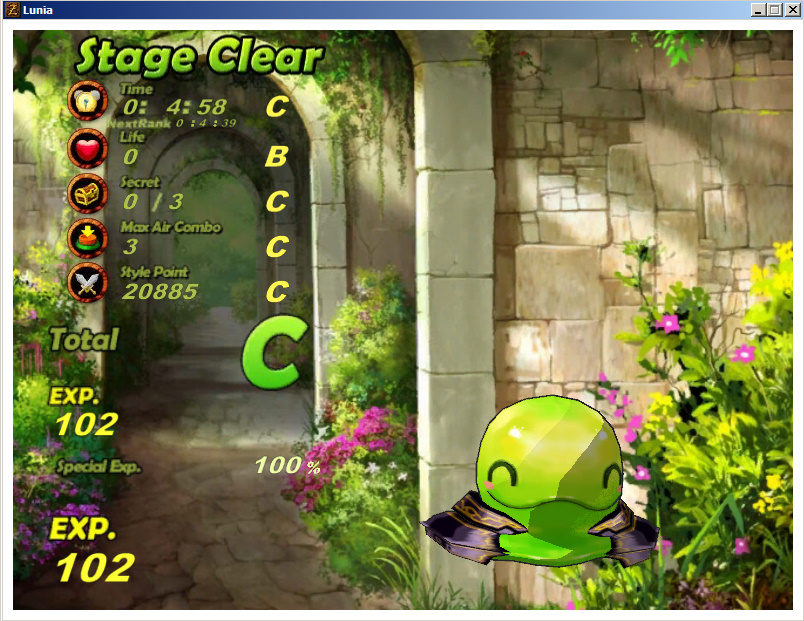 Lunia
Stage Clear
Time
0: 4:58 C
NextRank 0 : 4 : 39
Life
0 B
Secret
0 / 3 C
Max Air Combo
3 C
Style Point
20885 C
Total C
EXP.
102
Special Exp. 100 %
EXP.
102